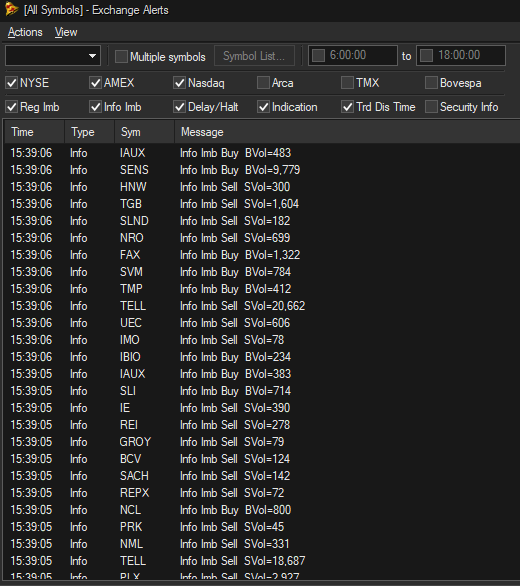 [All Symbols] - Exchange Alerts
Actions View
Multiple symbols Symbol List... 6:00:00 to 18:00:00
NYSE AMEX Nasdaq Arca TMX Bovespa
Reg Imb Info Imb Delay/Halt Indication Trd Dis Time Security Info
Time Type Sym Message
15:39:06 Info IAUX Info Imb Buy BVol=483
15:39:06 Info SENS Info Imb Buy BVol=9,779
15:39:06 Info HNW Info Imb Sell SVol=300
15:39:06 Info TGB Info Imb Sell SVol=1,604
15:39:06 Info SLND Info Imb Sell SVol=182
15:39:06 Info NRO Info Imb Sell SVol=699
15:39:06 Info FAX Info Imb Buy BVol=1,322
15:39:06 Info SVM Info Imb Buy BVol=784
15:39:06 Info TMP Info Imb Buy BVol=412
15:39:06 Info TELL Info Imb Sell SVol=20,662
15:39:06 Info UEC Info Imb Sell SVol=606
15:39:06 Info IMO Info Imb Sell SVol=78
15:39:06 Info IBIO Info Imb Buy BVol=234
15:39:05 Info IAUX Info Imb Buy BVol=383
15:39:05 Info SLI Info Imb Buy BVol=714
15:39:05 Info IE Info Imb Sell SVol=390
15:39:05 Info REI Info Imb Sell SVol=278
15:39:05 Info GROY Info Imb Sell SVol=79
15:39:05 Info BCV Info Imb Sell SVol=124
15:39:05 Info SACH Info Imb Sell SVol=142
15:39:05 Info REPX Info Imb Sell SVol=72
15:39:05 Info NCL Info Imb Buy BVol=800
15:39:05 Info PRK Info Imb Sell SVol=45
15:39:05 Info NML Info Imb Sell SVol=331
15:39:05 Info TELL Info Imb Sell SVol=18,687
15:39:05 Info PLX Info Imb Sell SVol=2,927